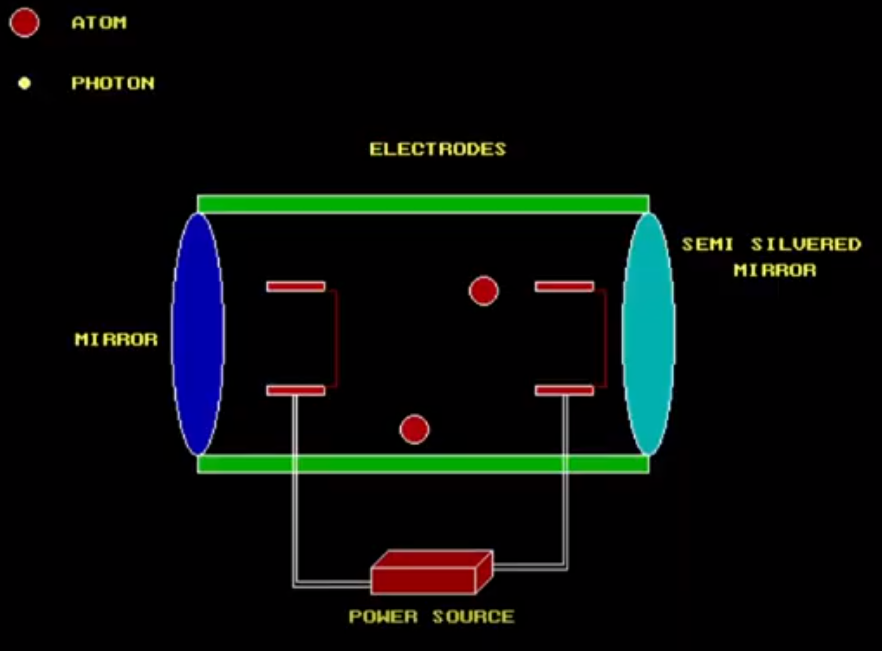 ATOM
PHOTON
ELECTRODES
SEMI SILVERED
MIRROR
MIRROR
POWER SOURCE